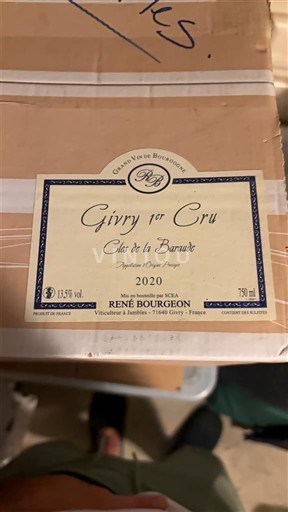 les.
GRAND VIN DE BOURGOGNE
RB
Givry 1er Cru
Clos de la Baraude
VINTOU
Appellation d'Origine Protégée
2020
13,5% vol.
Mis en bouteille par SCEA
750 ml
RENÉ BOURGEON
PRODUIT DE FRANCE
Viticulteur à Jambles - 71640 Givry - France
CONTIENT DES SULFITES